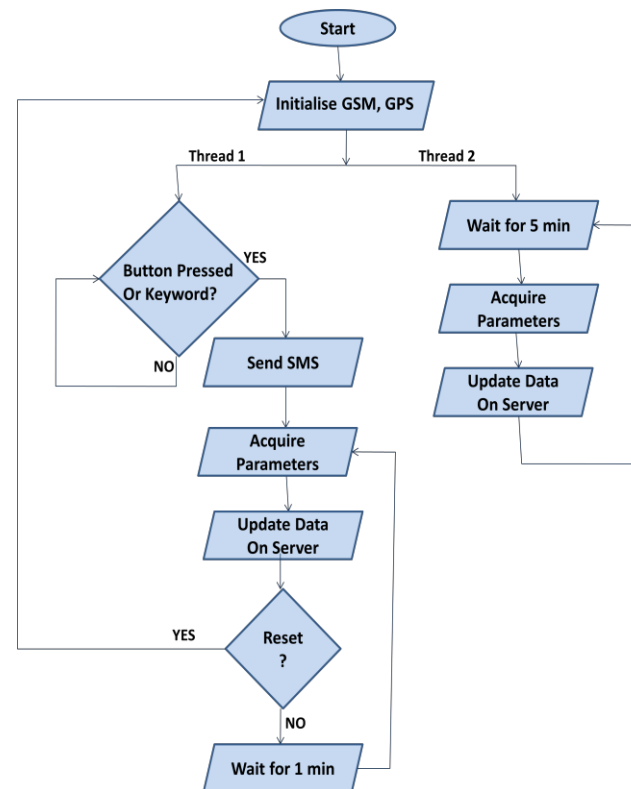 Start
Initialise GSM, GPS
Thread 1
Thread 2
Button Pressed
Or Keyword?
YES
NO
Send SMS
Acquire
Parameters
Update Data
On Server
Reset
?
YES
NO
Wait for 1 min
Wait for 5 min
Acquire
Parameters
Update Data
On Server